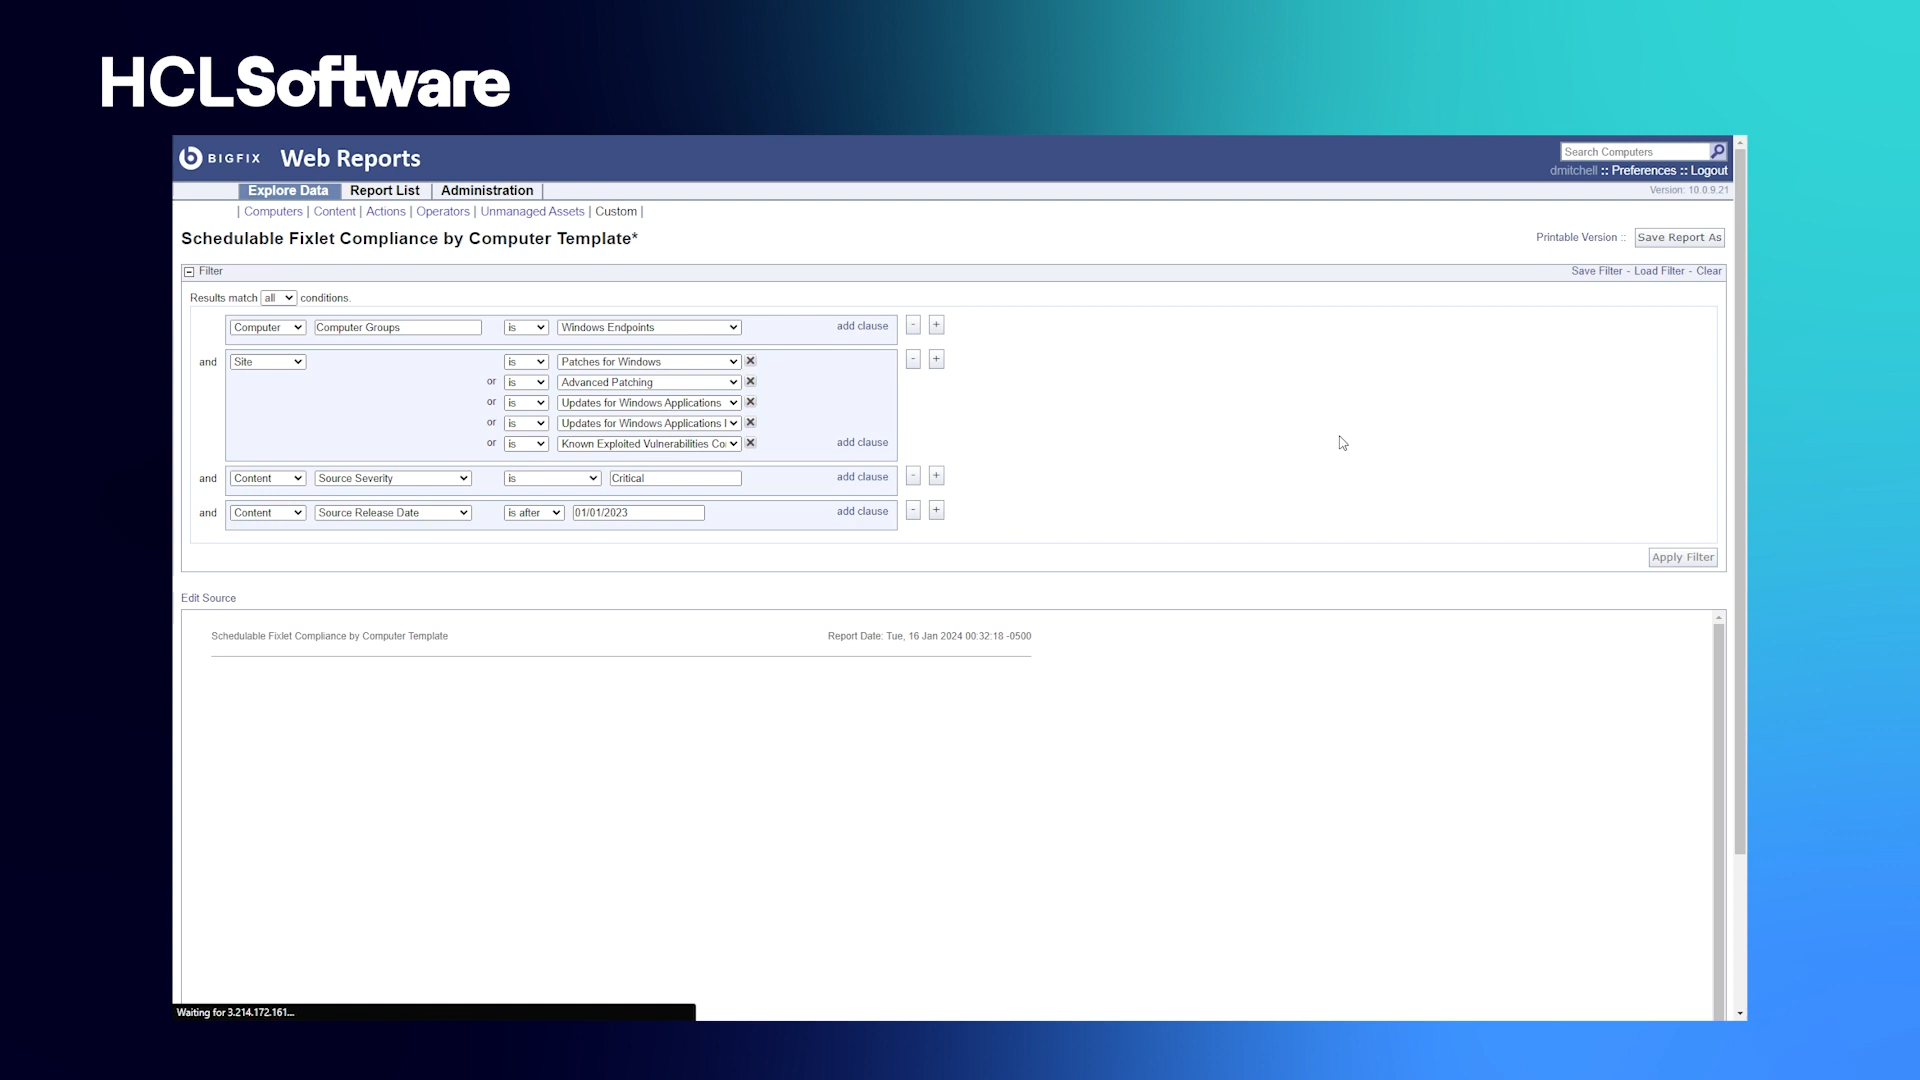 HCLSoftware
BIGFIX Web Reports
Search Computers
dmitchell :: Preferences :: Logout
Explore Data Report List Administration
Version: 10.0.9.21
| Computers | Content | Actions | Operators | Unmanaged Assets | Custom |
Schedulable Fixlet Compliance by Computer Template*
Printable Version :: Save Report As
Filter
Save Filter - Load Filter - Clear
Results match all conditions.
Computer Computer Groups is Windows Endpoints add clause - +
and Site is Patches for Windows - +
or is Advanced Patching
or is Updates for Windows Applications
or is Updates for Windows Applications
or is Known Exploited Vulnerabilities add clause
and Content Source Severity is Critical add clause - +
and Content Source Release Date is after 01/01/2023 add clause - +
Apply Filter
Edit Source
Schedulable Fixlet Compliance by Computer Template Report Date: Tue, 16 Jan 2024 00:32:18 -0500
Waiting for 3.214.172.161...